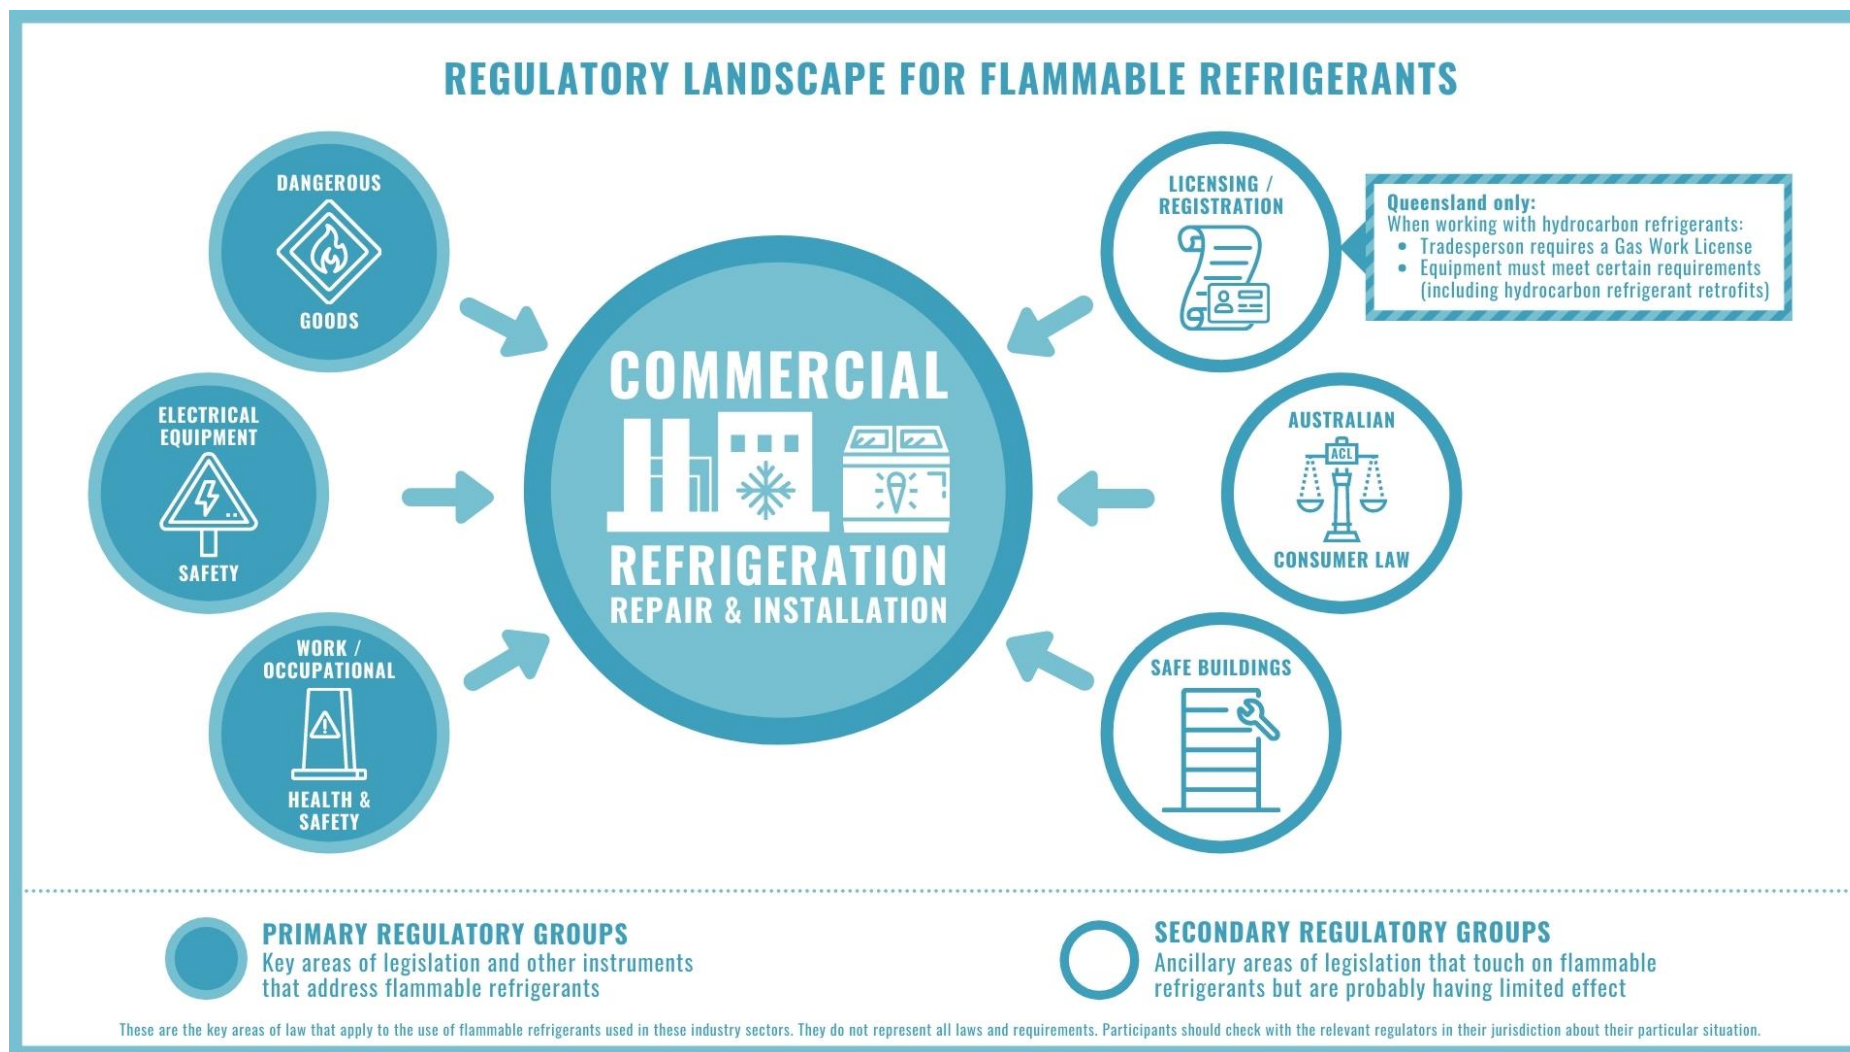 REGULATORY LANDSCAPE FOR FLAMMABLE REFRIGERANTS
DANGEROUS
GOODS
ELECTRICAL
EQUIPMENT
SAFETY
WORK /
OCCUPATIONAL
HEALTH &
SAFETY
COMMERCIAL
REFRIGERATION
REPAIR & INSTALLATION
LICENSING /
REGISTRATION
Queensland only:
When working with hydrocarbon refrigerants:
• Tradesperson requires a Gas Work License
• Equipment must meet certain requirements
(including hydrocarbon refrigerant retrofits)
AUSTRALIAN
ACL
CONSUMER LAW
SAFE BUILDINGS
PRIMARY REGULATORY GROUPS
Key areas of legislation and other instruments
that address flammable refrigerants
SECONDARY REGULATORY GROUPS
Ancillary areas of legislation that touch on flammable
refrigerants but are probably having limited effect
These are the key areas of law that apply to the use of flammable refrigerants used in these industry sectors. They do not represent all laws and requirements. Participants should check with the relevant regulators in their jurisdiction about their particular situation.